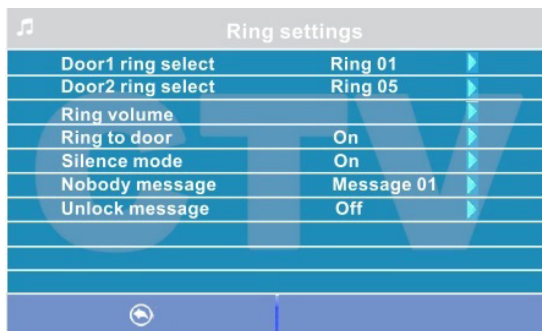 Ring settings
Door1 ring select Ring 01
Door2 ring select Ring 05
Ring volume
Ring to door On
Silence mode On
Nobody message Message 01
Unlock message Off
CTV